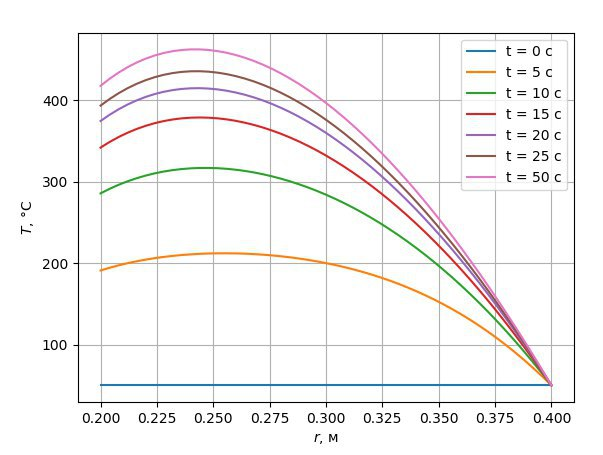 t = 0 с
t = 5 с
t = 10 с
t = 15 с
t = 20 с
t = 25 с
t = 50 с
400
300
200
100
T, °C
0.200 0.225 0.250 0.275 0.300 0.325 0.350 0.375 0.400
r, м